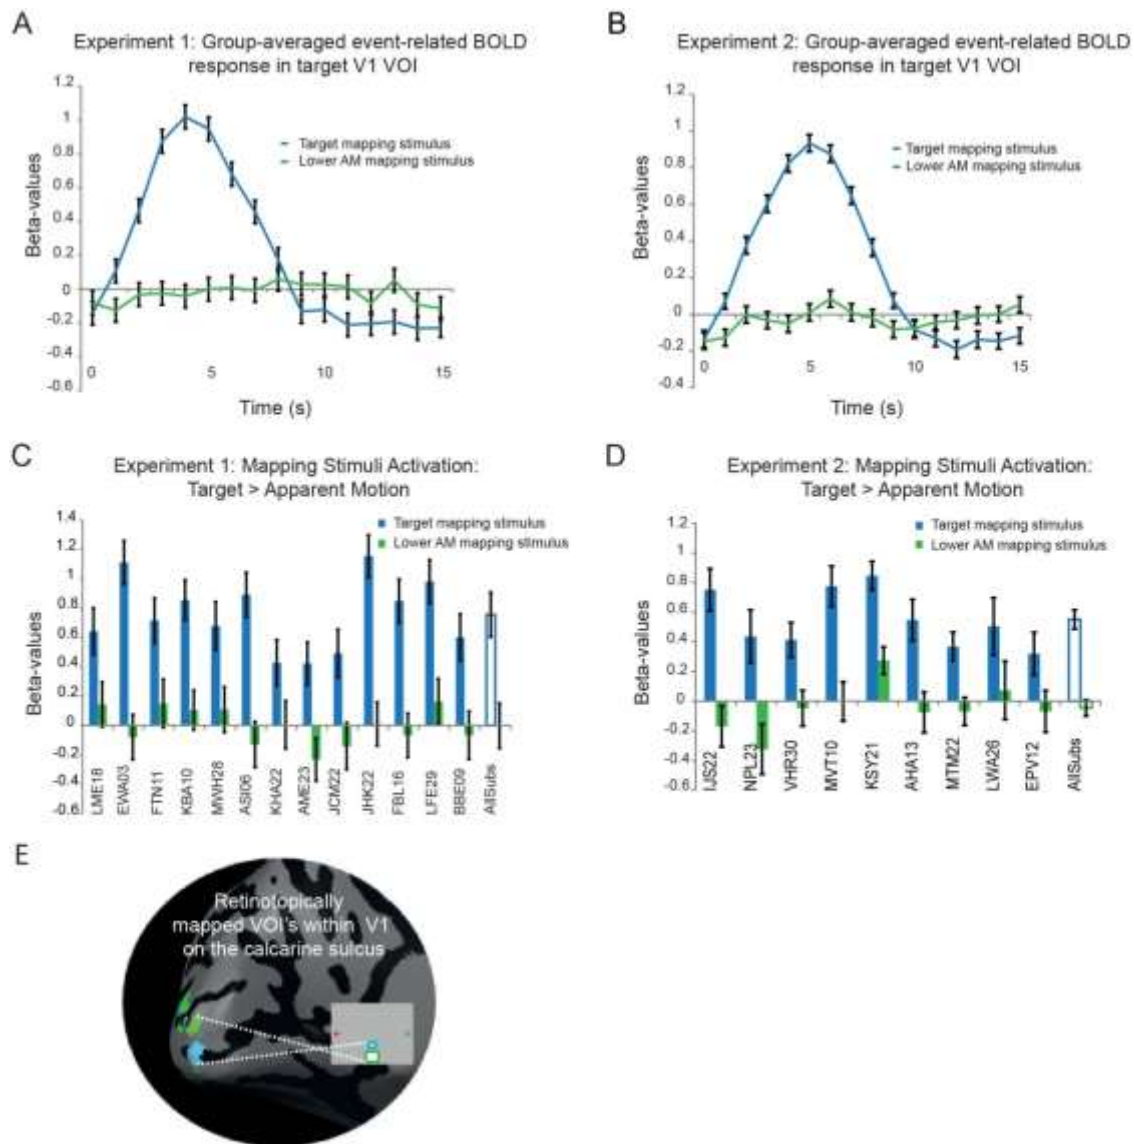 A
Experiment 1: Group-averaged event-related BOLD
response in target V1 VOI
1.2
1
0.8
0.6
0.4
0.2
0
-0.2
-0.4
-0.6
Beta-values
Target mapping stimulus
Lower AM mapping stimulus
0 5 10 15
Time (s)
B
Experiment 2: Group-averaged event-related BOLD
response in target V1 VOI
1.2
1
0.8
0.6
0.4
0.2
0
-0.2
-0.4
Beta-values
Target mapping stimulus
Lower AM mapping stimulus
0 5 10 15
Time (s)
C
Experiment 1: Mapping Stimuli Activation:
Target > Apparent Motion
1.4
1.2
1
0.8
0.6
0.4
0.2
0
-0.2
-0.4
-0.6
Beta-values
Target mapping stimulus
Lower AM mapping stimulus
LME18
EWA03
FTN11
KBA10
MWH28
ASI06
KHA22
AME23
JCM22
JHK22
FBL16
LFE29
BBE09
AllSubs
D
Experiment 2: Mapping Stimuli Activation:
Target > Apparent Motion
1.2
1
0.8
0.6
0.4
0.2
0
-0.2
-0.4
-0.6
Beta-values
Target mapping stimulus
Lower AM mapping stimulus
IJS22
NPL23
VHR30
MVT10
KSY21
AHA13
MTM22
LWA26
EPV12
AllSubs
E
Retinotopically
mapped VOI's within V1
on the calcarine sulcus